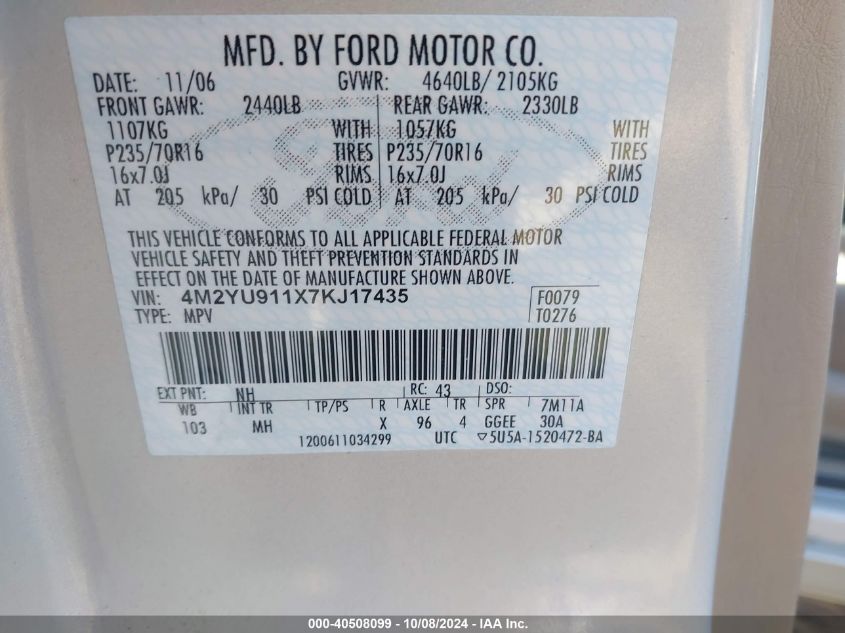 MFD. BY FORD MOTOR CO.
DATE: 11/06 GVWR: 4640LB/ 2105KG
FRONT GAWR: 2440LB REAR GAWR: 2330LB
1107KG WITH 1057KG WITH
P235/70R16 TIRES P235/70R16 TIRES
16x7.0J RIMS 16x7.0J RIMS
AT 205 kPa/ 30 PSI COLD AT 205 kPa/ 30 PSI COLD
THIS VEHICLE CONFORMS TO ALL APPLICABLE FEDERAL MOTOR
VEHICLE SAFETY AND THEFT PREVENTION STANDARDS IN
EFFECT ON THE DATE OF MANUFACTURE SHOWN ABOVE.
VIN: 4M2YU911X7KJ17435 F0079
TYPE: MPV T0276
EXT PNT: NH RC: 43 DSO:
WB INT TR TP/PS R AXLE TR SPR 7M11A
103 MH X 96 4 GGEE 30A
1200611034299 UTC ▽5U5A-1520472-BA
000-40508099 - 10/08/2024 - IAA Inc.